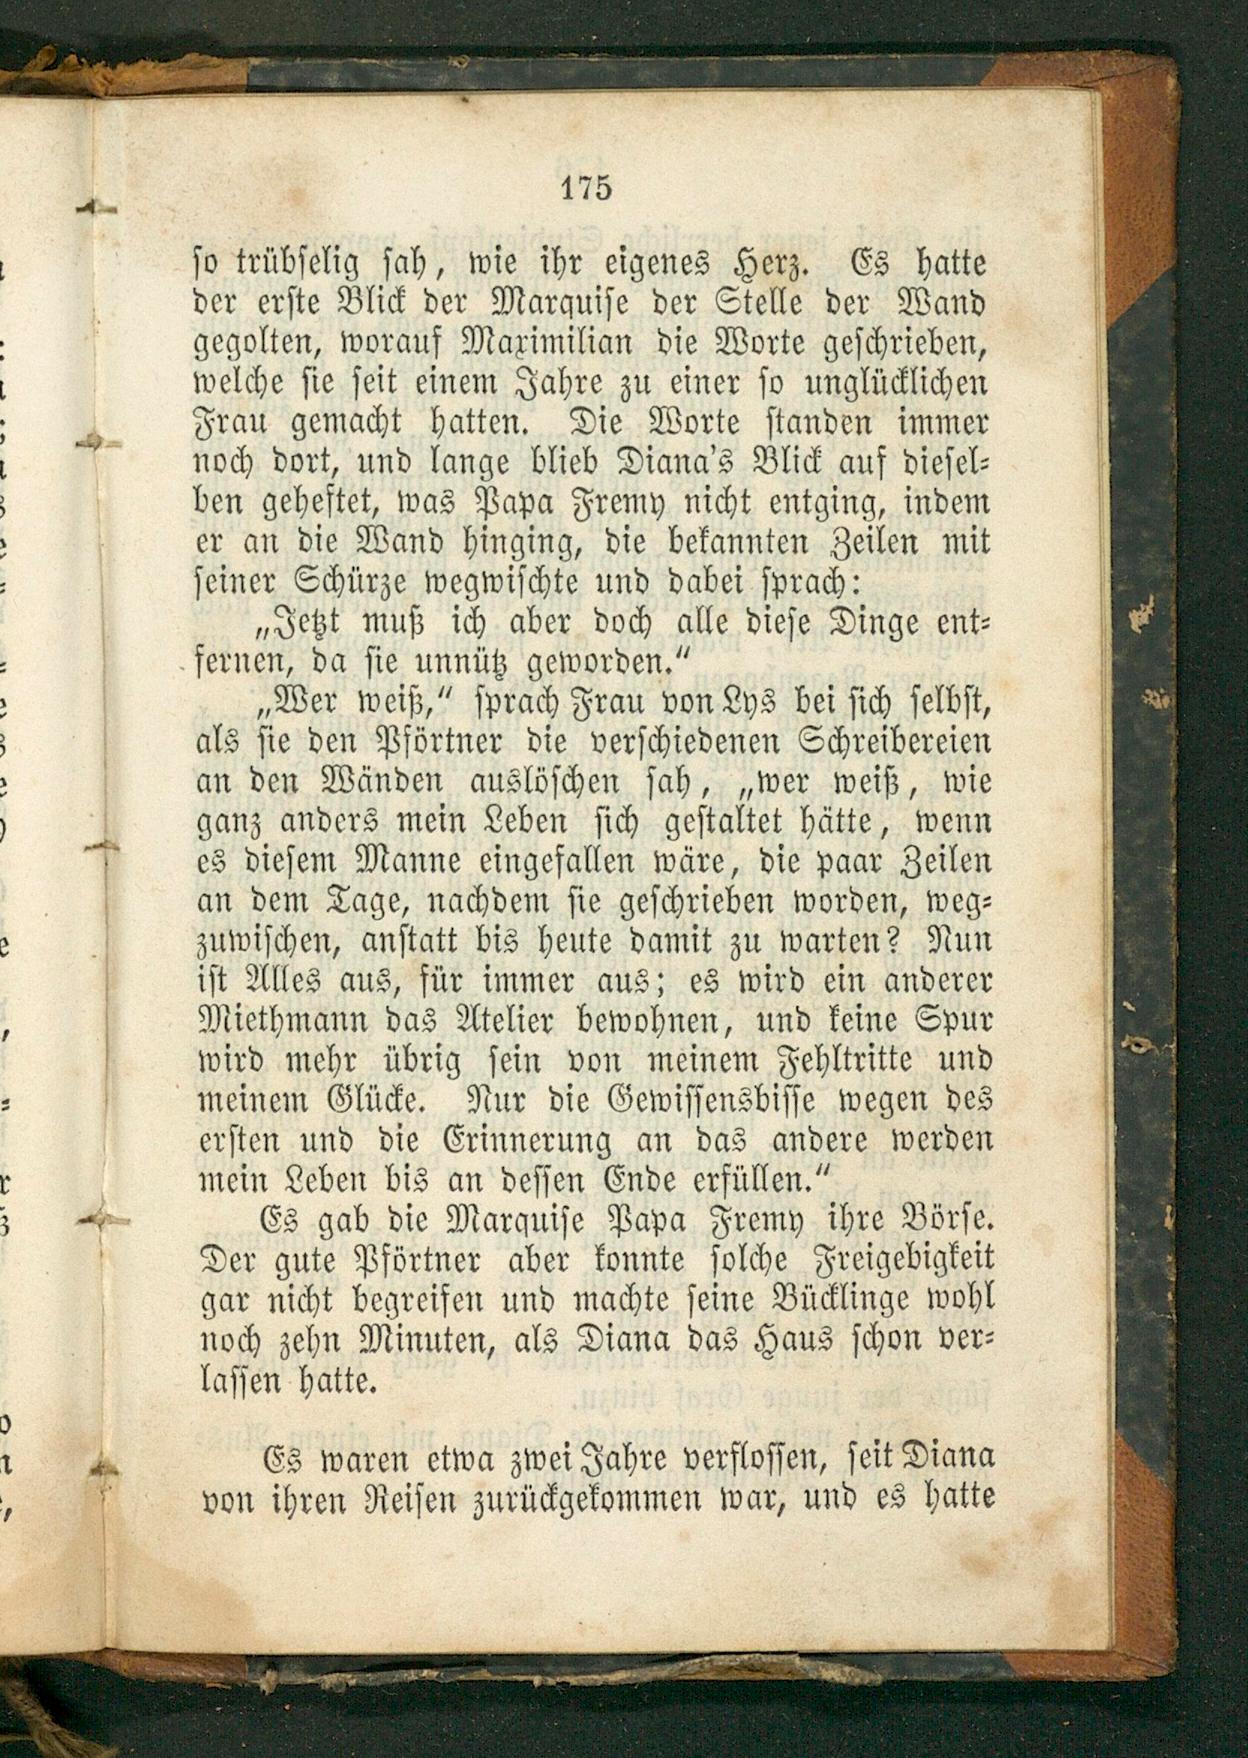 175
so trübselig sah, wie ihr eigenes Herz. Es hatte
der erste Blick der Marquise der Stelle der Wand
gegolten, worauf Maximilian die Worte geschrieben,
welche sie seit einem Jahre zu einer so unglücklichen
Frau gemacht hatten. Die Worte standen immer
noch dort, und lange blieb Diana's Blick auf diesel-
ben geheftet, was Papa Fremy nicht entging, indem
er an die Wand hinging, die bekannten Zeilen mit
seiner Schürze wegwischte und dabei sprach:
„Jetzt muß ich aber doch alle diese Dinge ent-
fernen, da sie unnütz geworden.“
„Wer weiß,“ sprach Frau von Lys bei sich selbst,
als sie den Pförtner die verschiedenen Schreibereien
an den Wänden auslöschen sah, „wer weiß, wie
ganz anders mein Leben sich gestaltet hätte, wenn
es diesem Manne eingefallen wäre, die paar Zeilen
an dem Tage, nachdem sie geschrieben worden, weg-
zuwischen, anstatt bis heute damit zu warten? Nun
ist Alles aus, für immer aus; es wird ein anderer
Miethmann das Atelier bewohnen, und keine Spur
wird mehr übrig sein von meinem Fehltritte und
meinem Glücke. Nur die Gewissensbisse wegen des
ersten und die Erinnerung an das andere werden
mein Leben bis an dessen Ende erfüllen.“
Es gab die Marquise Papa Fremy ihre Börse.
Der gute Pförtner aber konnte solche Freigebigkeit
gar nicht begreifen und machte seine Bücklinge wohl
noch zehn Minuten, als Diana das Haus schon ver-
lassen hatte.
Es waren etwa zwei Jahre verflossen, seit Diana
von ihren Reisen zurückgekommen war, und es hatte